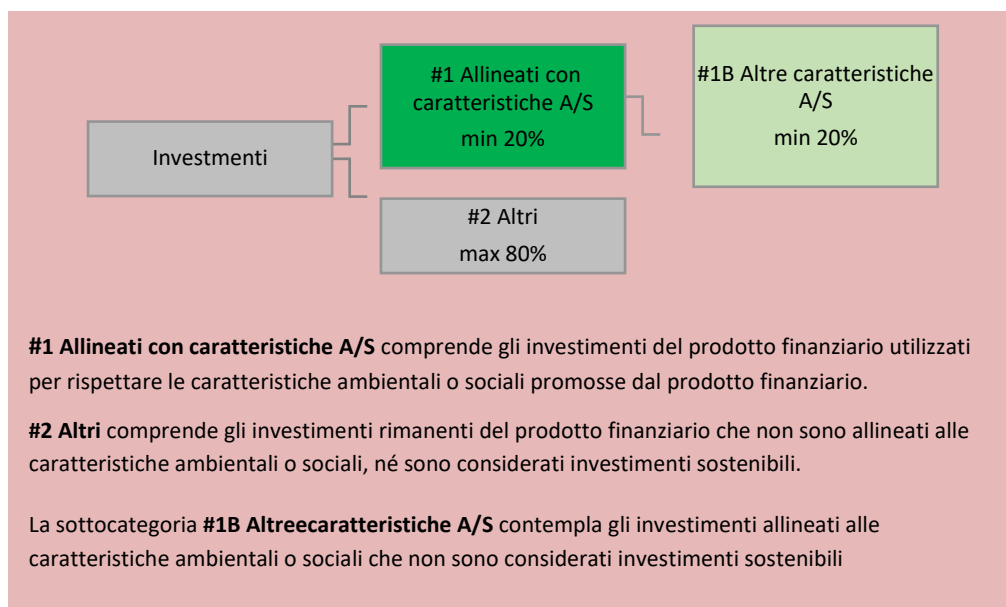 #1 Allineati con
caratteristiche A/S
min 20%
#1B Altre caratteristiche
A/S
min 20%
Investmenti
#2 Altri
max 80%
#1 Allineati con caratteristiche A/S comprende gli investimenti del prodotto finanziario utilizzati
per rispettare le caratteristiche ambientali o sociali promosse dal prodotto finanziario.
#2 Altri comprende gli investimenti rimanenti del prodotto finanziario che non sono allineati alle
caratteristiche ambientali o sociali, né sono considerati investimenti sostenibili.
La sottocategoria #1B Altreecaratteristiche A/S contempla gli investimenti allineati alle
caratteristiche ambientali o sociali che non sono considerati investimenti sostenibili